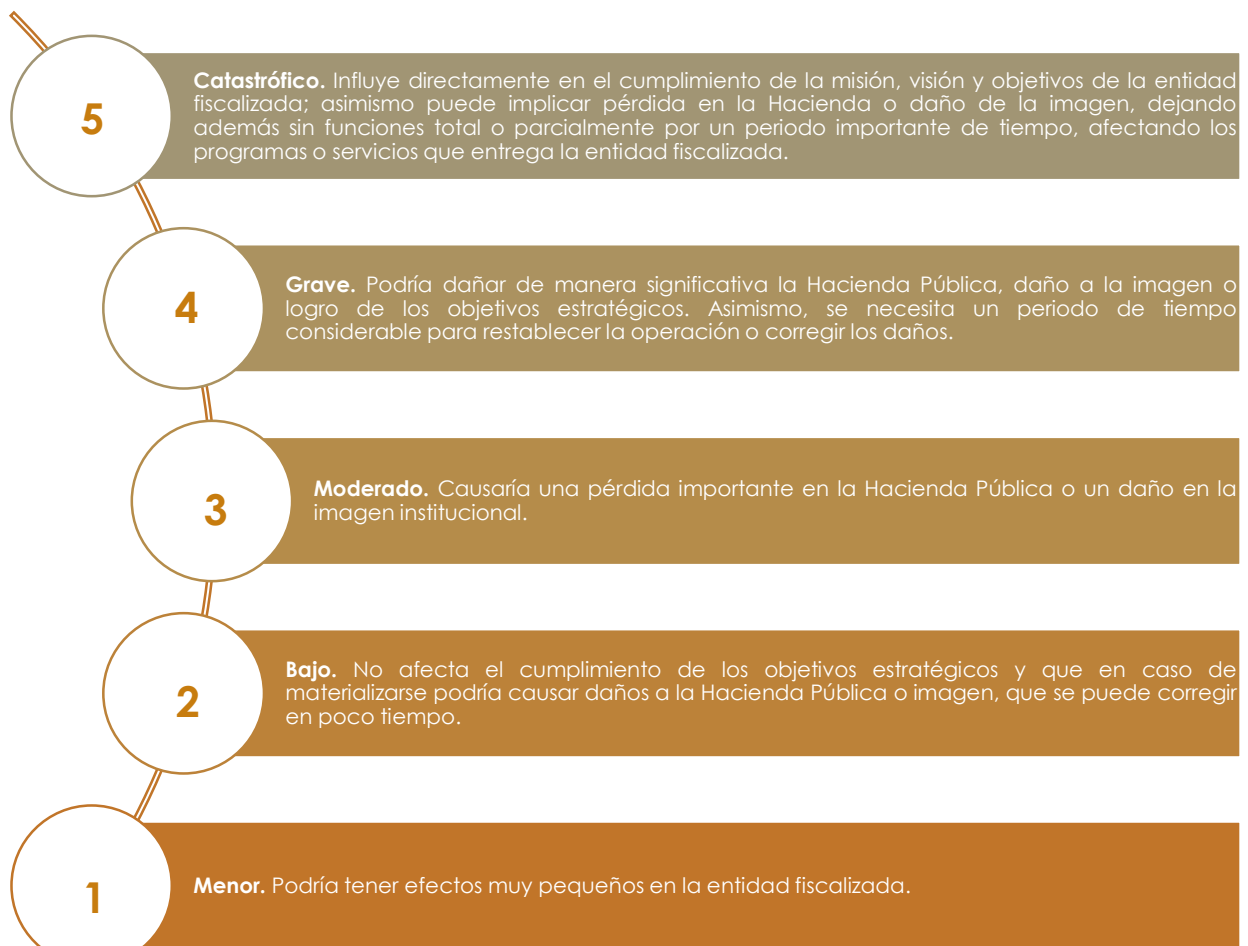 5
Catastrófico. Influye directamente en el cumplimiento de la misión, visión y objetivos de la entidad
fiscalizada; asimismo puede implicar pérdida en la Hacienda o daño de la imagen, dejando
además sin funciones total o parcialmente por un periodo importante de tiempo, afectando los
programas o servicios que entrega la entidad fiscalizada.
4
Grave. Podría dañar de manera significativa la Hacienda Pública, daño a la imagen o
logro de los objetivos estratégicos. Asimismo, se necesita un periodo de tiempo
considerable para restablecer la operación o corregir los daños.
3
Moderado. Causaría una pérdida importante en la Hacienda Pública o un daño en la
imagen institucional.
2
Bajo. No afecta el cumplimiento de los objetivos estratégicos y que en caso de
materializarse podría causar daños a la Hacienda Pública o imagen, que se puede corregir
en poco tiempo.
1
Menor. Podría tener efectos muy pequeños en la entidad fiscalizada.